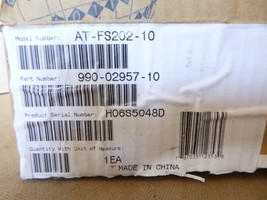 Model Number: AT-FS202-10
Part Number: 990-02957-10
Product Serial Number: H06S5048D
Quantity With Unit of Measure:
1EA
MADE IN CHINA